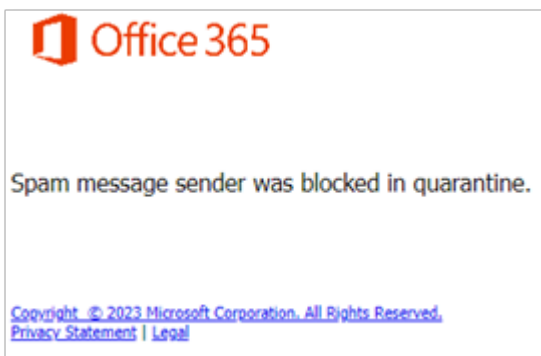 Office 365
Spam message sender was blocked in quarantine.
Copyright © 2023 Microsoft Corporation. All Rights Reserved.
Privacy Statement | Legal